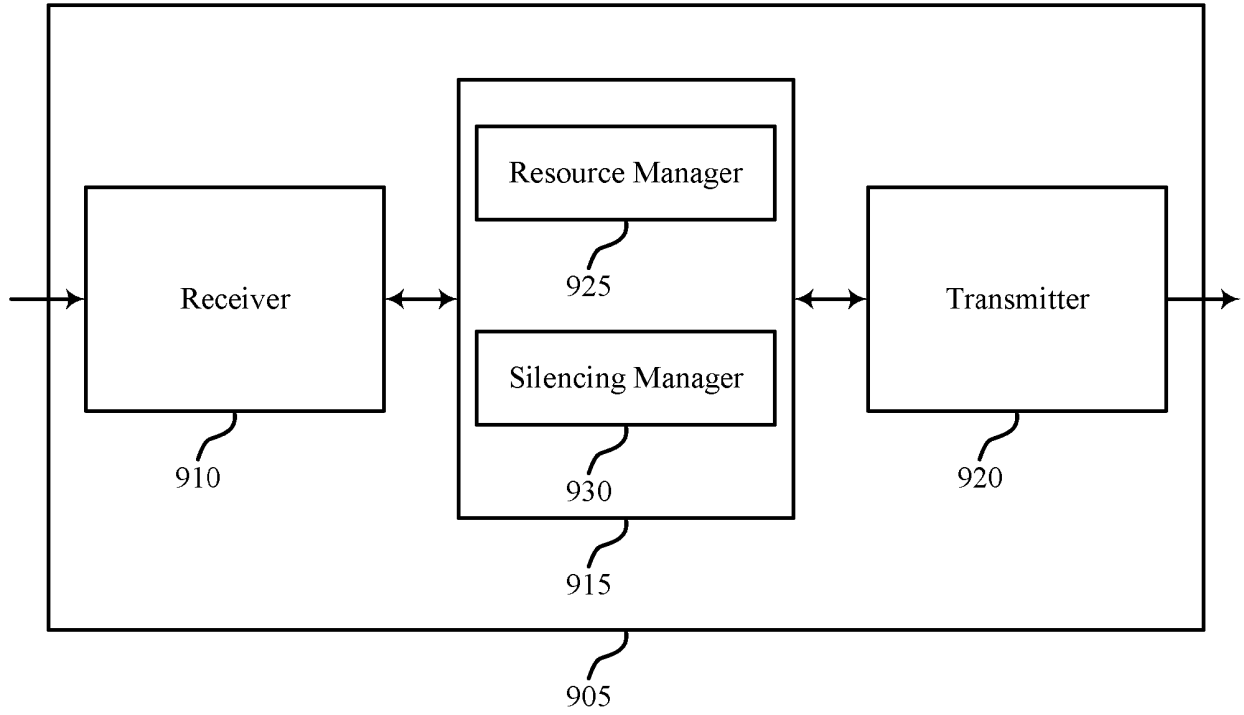 Resource Manager
925
Receiver
Transmitter
Silencing Manager
910
930
920
915
905